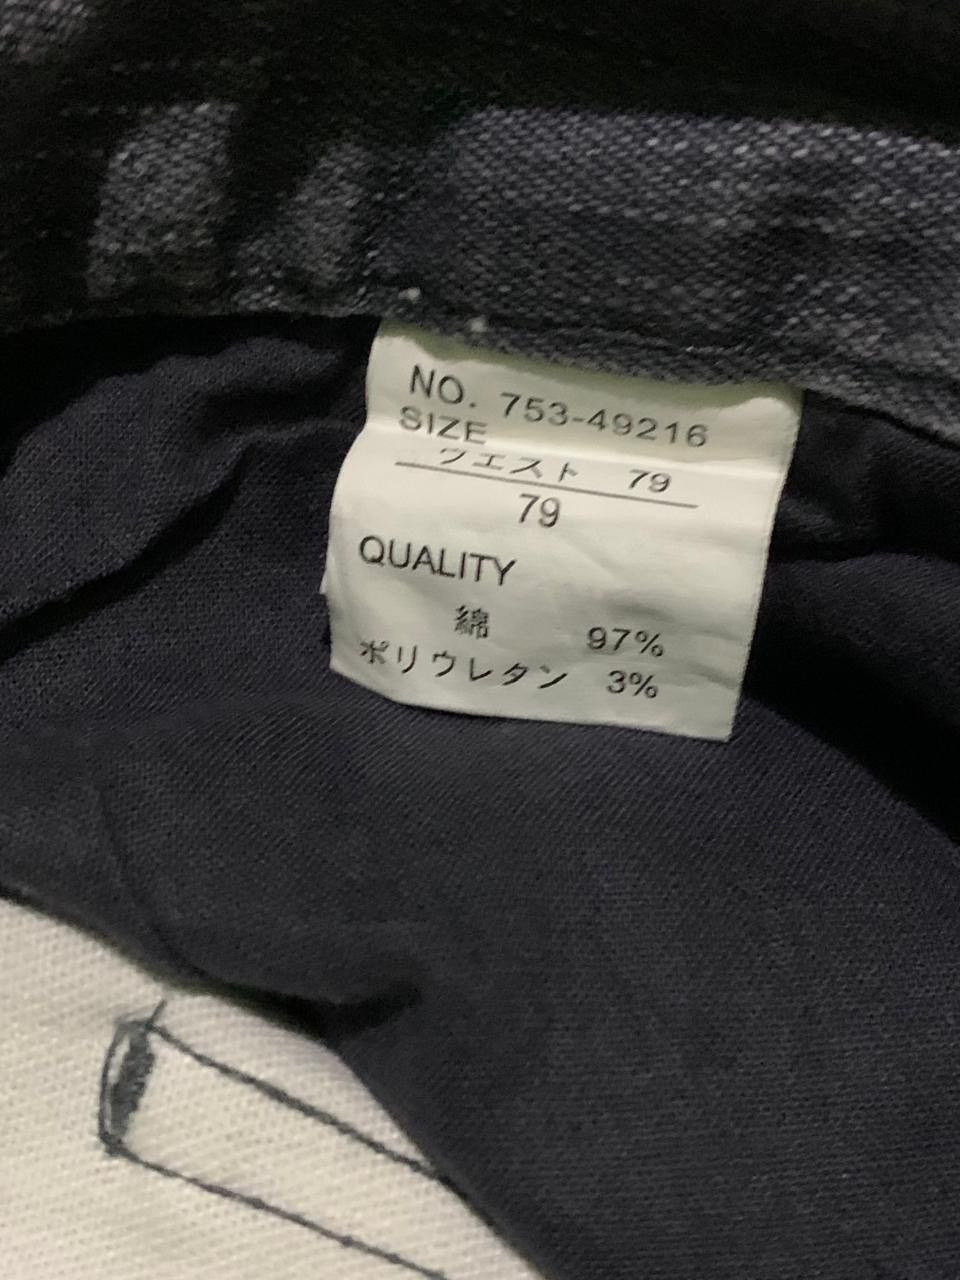 NO. 753-49216
SIZE
ウエスト 79
79
QUALITY
綿 97%
ポリウレタン 3%